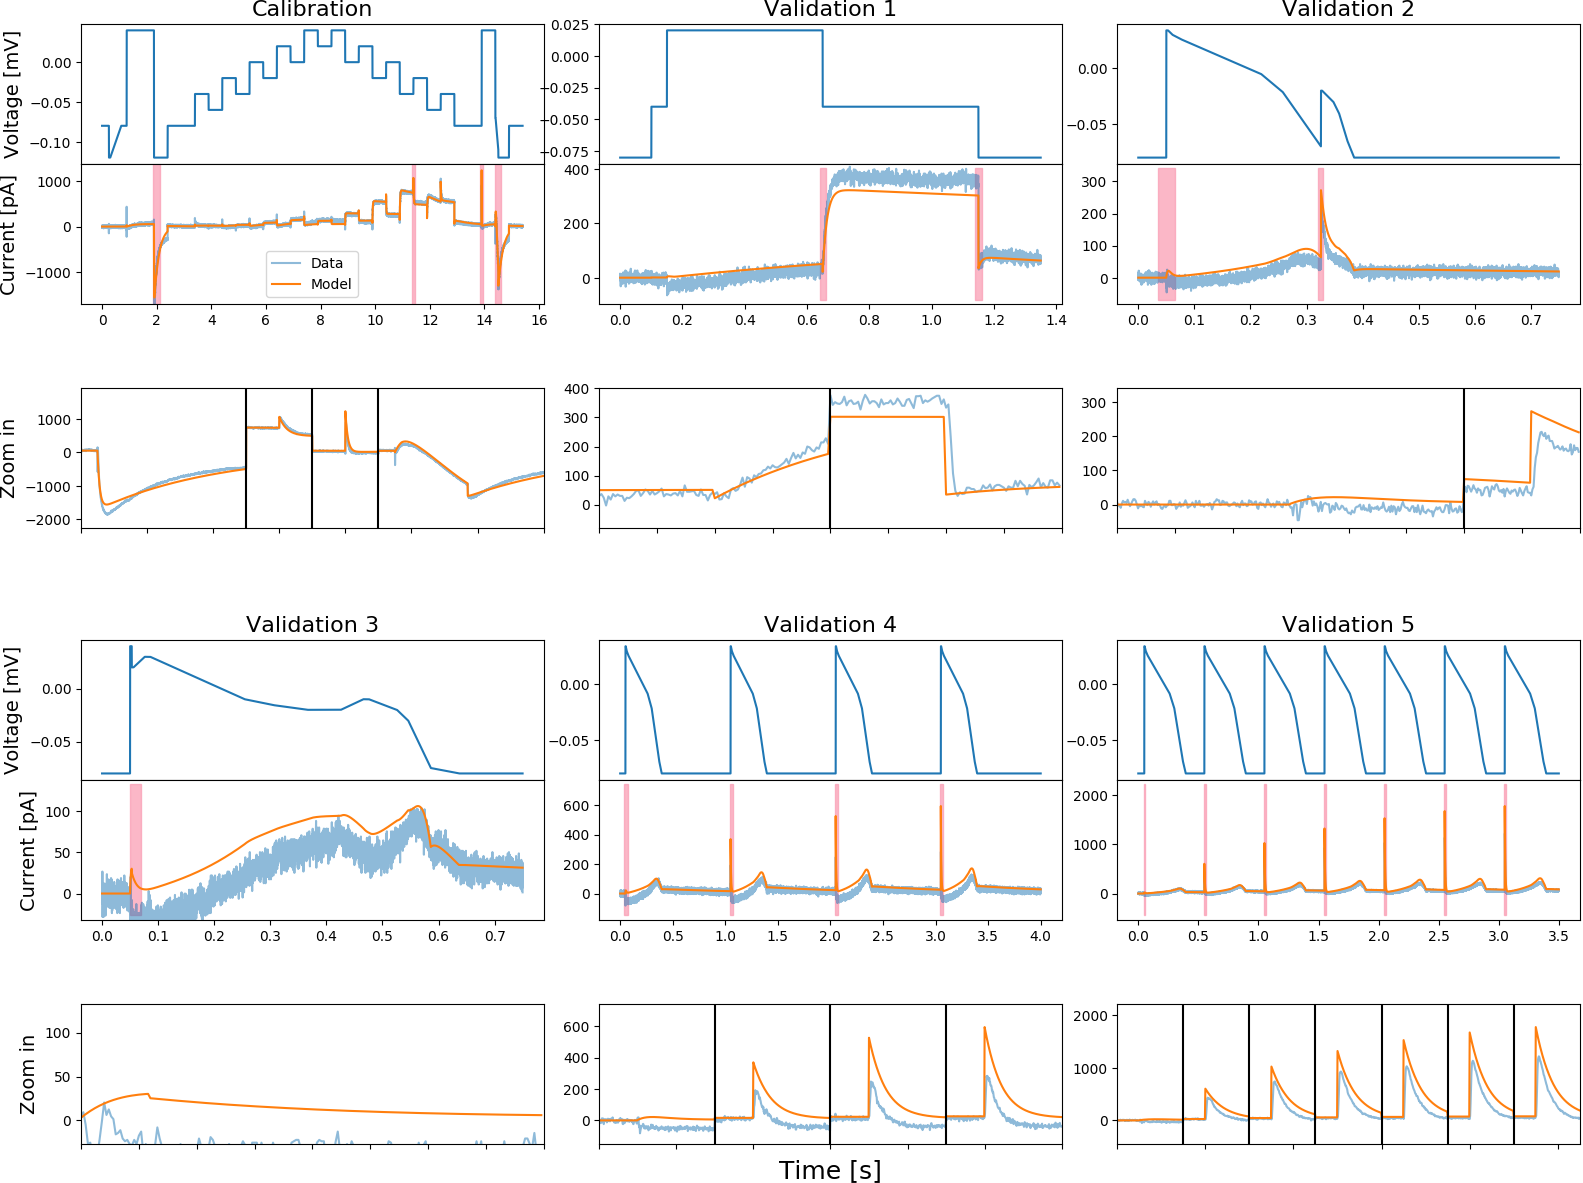 Calibration
Validation 1
Validation 2
Voltage [mV]
0.00
−0.05
−0.10
0.025
0.000
−0.025
−0.050
−0.075
0.00
−0.05
Current [pA]
1000
0
−1000
Data
Model
400
200
0
300
200
100
0
0 2 4 6 8 10 12 14 16
0.0 0.2 0.4 0.6 0.8 1.0 1.2 1.4
0.0 0.1 0.2 0.3 0.4 0.5 0.6 0.7
Zoom in
1000
0
−1000
−2000
400
300
200
100
0
300
200
100
0
Validation 3
Validation 4
Validation 5
Voltage [mV]
0.00
−0.05
0.00
−0.05
0.00
−0.05
Current [pA]
100
50
0
600
400
200
0
2000
1000
0
0.0 0.1 0.2 0.3 0.4 0.5 0.6 0.7
0.0 0.5 1.0 1.5 2.0 2.5 3.0 3.5 4.0
0.0 0.5 1.0 1.5 2.0 2.5 3.0 3.5
Zoom in
100
50
0
600
400
200
0
2000
1000
0
Time [s]